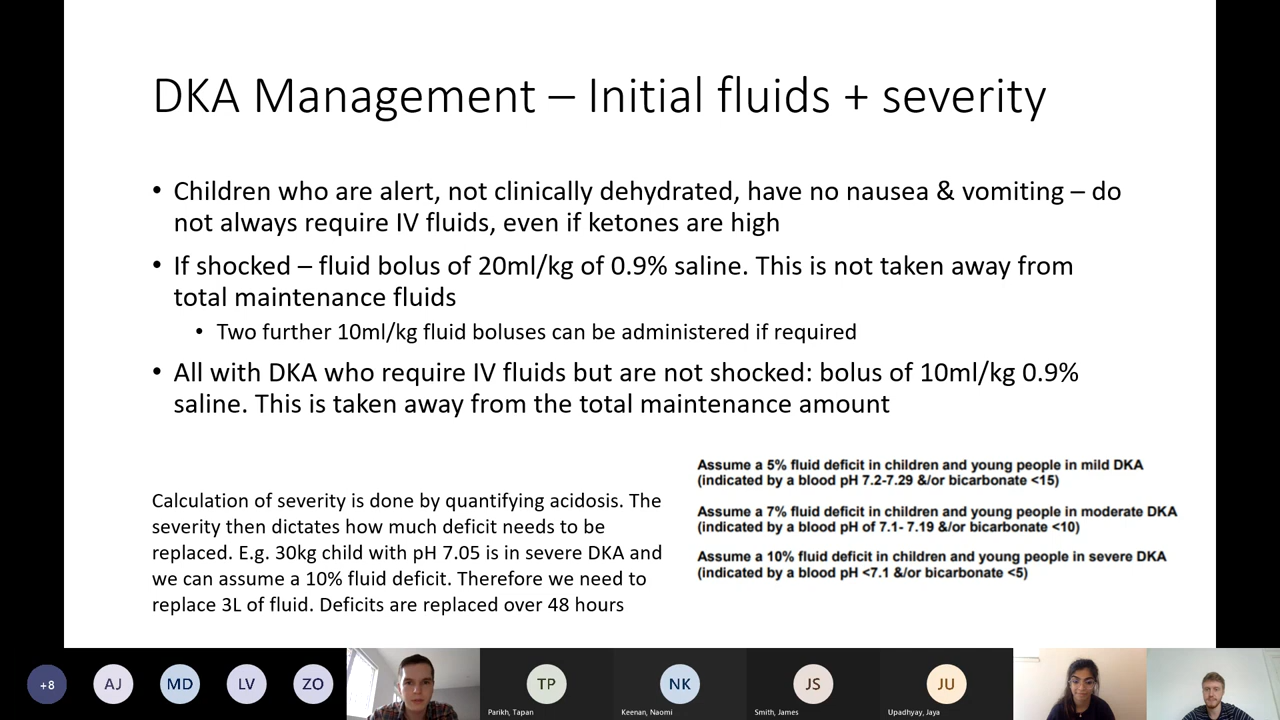 DKA Management – Initial fluids + severity
• Children who are alert, not clinically dehydrated, have no nausea & vomiting – do
not always require IV fluids, even if ketones are high
• If shocked – fluid bolus of 20ml/kg of 0.9% saline. This is not taken away from
total maintenance fluids
• Two further 10ml/kg fluid boluses can be administered if required
• All with DKA who require IV fluids but are not shocked: bolus of 10ml/kg 0.9%
saline. This is taken away from the total maintenance amount
Calculation of severity is done by quantifying acidosis. The
severity then dictates how much deficit needs to be
replaced. E.g. 30kg child with pH 7.05 is in severe DKA and
we can assume a 10% fluid deficit. Therefore we need to
replace 3L of fluid. Deficits are replaced over 48 hours
Assume a 5% fluid deficit in children and young people in mild DKA
(indicated by a blood pH 7.2-7.29 &/or bicarbonate <15)
Assume a 7% fluid deficit in children and young people in moderate DKA
(indicated by a blood pH of 7.1- 7.19 &/or bicarbonate <10)
Assume a 10% fluid deficit in children and young people in severe DKA
(indicated by a blood pH <7.1 &/or bicarbonate <5)
+8
AJ
MD
LV
ZO
TP
Parikh, Tapan
NK
Keenan, Naomi
JS
Smith, James
JU
Upadhyay, Jaya